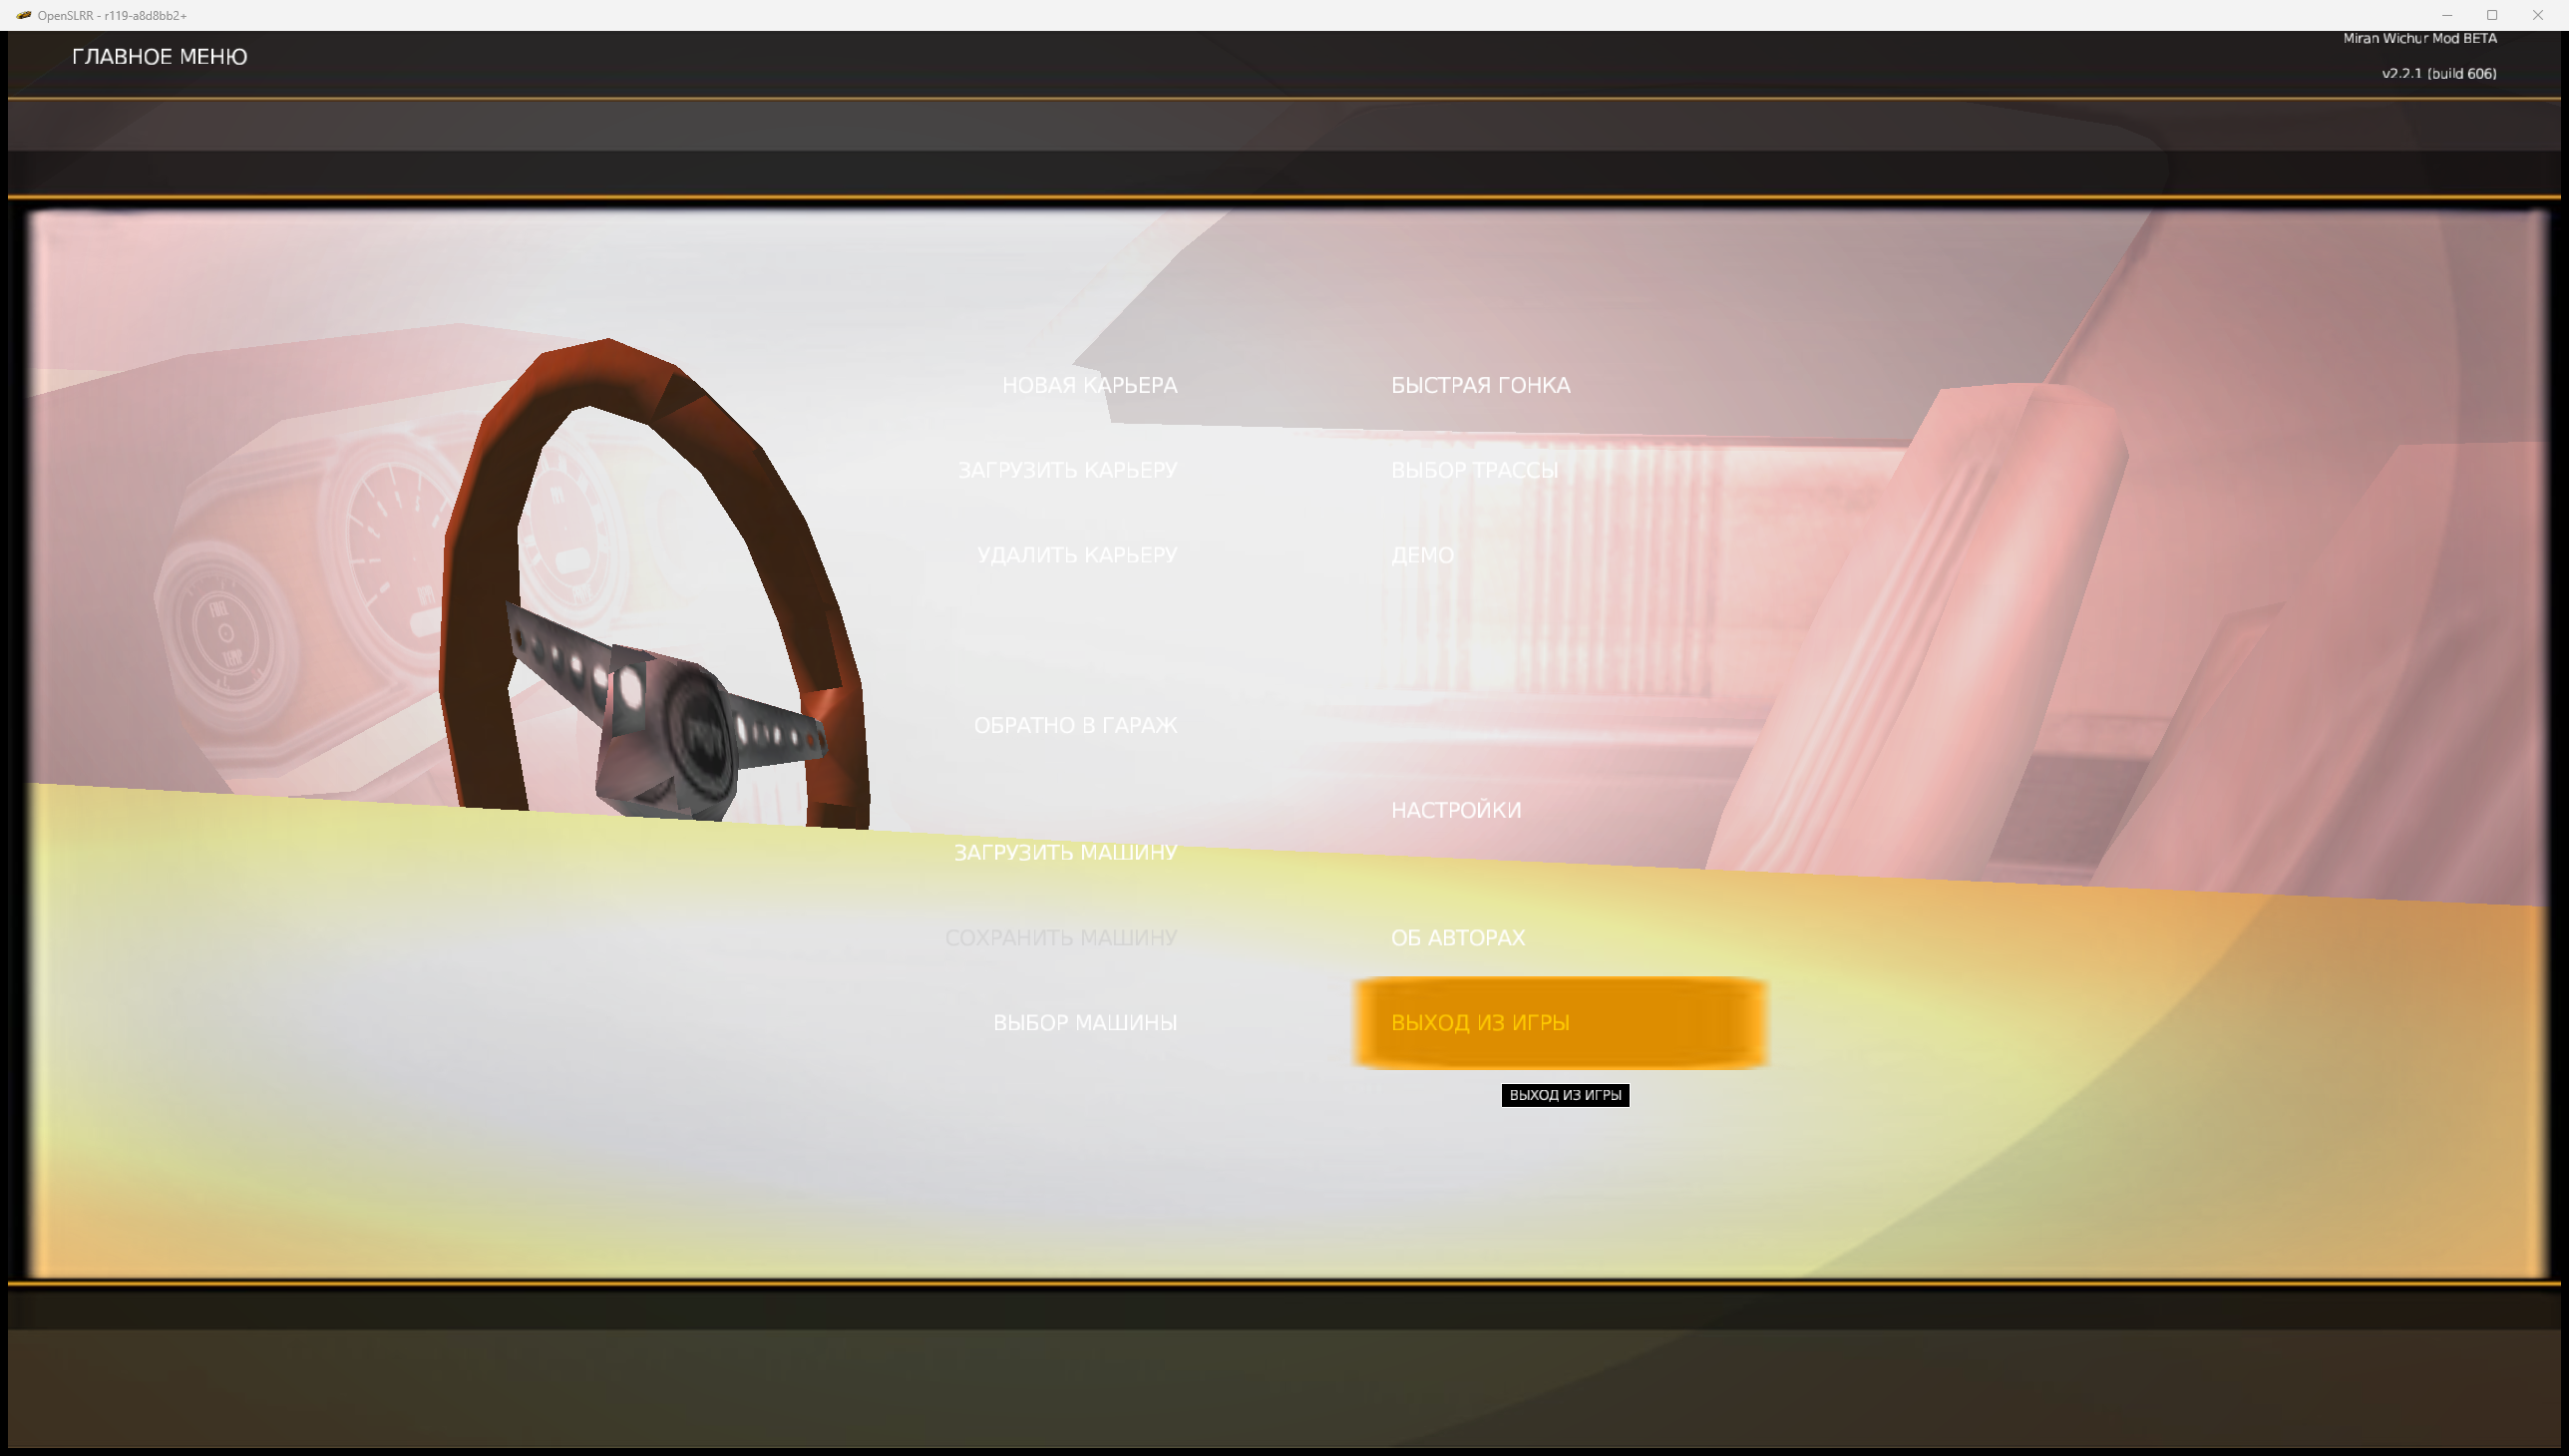 OpenSLRR - r119-a8d8bb2+
ГЛАВНОЕ МЕНЮ
Miran Wichur Mod BETA
v2.2.1 (build 606)
НОВАЯ КАРЬЕРА
ЗАГРУЗИТЬ КАРЬЕРУ
УДАЛИТЬ КАРЬЕРУ
ОБРАТНО В ГАРАЖ
ЗАГРУЗИТЬ МАШИНУ
СОХРАНИТЬ МАШИНУ
ВЫБОР МАШИНЫ
БЫСТРАЯ ГОНКА
ВЫБОР ТРАССЫ
ДЕМО
НАСТРОЙКИ
ОБ АВТОРАХ
ВЫХОД ИЗ ИГРЫ
ВЫХОД ИЗ ИГРЫ
FUEL
TEMP